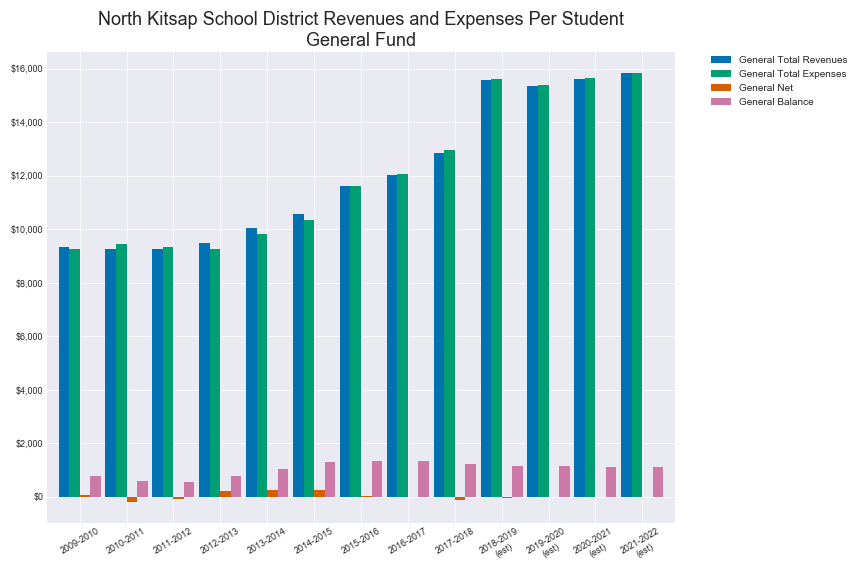 North Kitsap School District Revenues and Expenses Per Student
General Fund
General Total Revenues
General Total Expenses
General Net
General Balance
$16,000
$14,000
$12,000
$10,000
$8,000
$6,000
$4,000
$2,000
$0
2009-2010
2010-2011
2011-2012
2012-2013
2013-2014
2014-2015
2015-2016
2016-2017
2017-2018
2018-2019
(est)
2019-2020
(est)
2020-2021
(est)
2021-2022
(est)